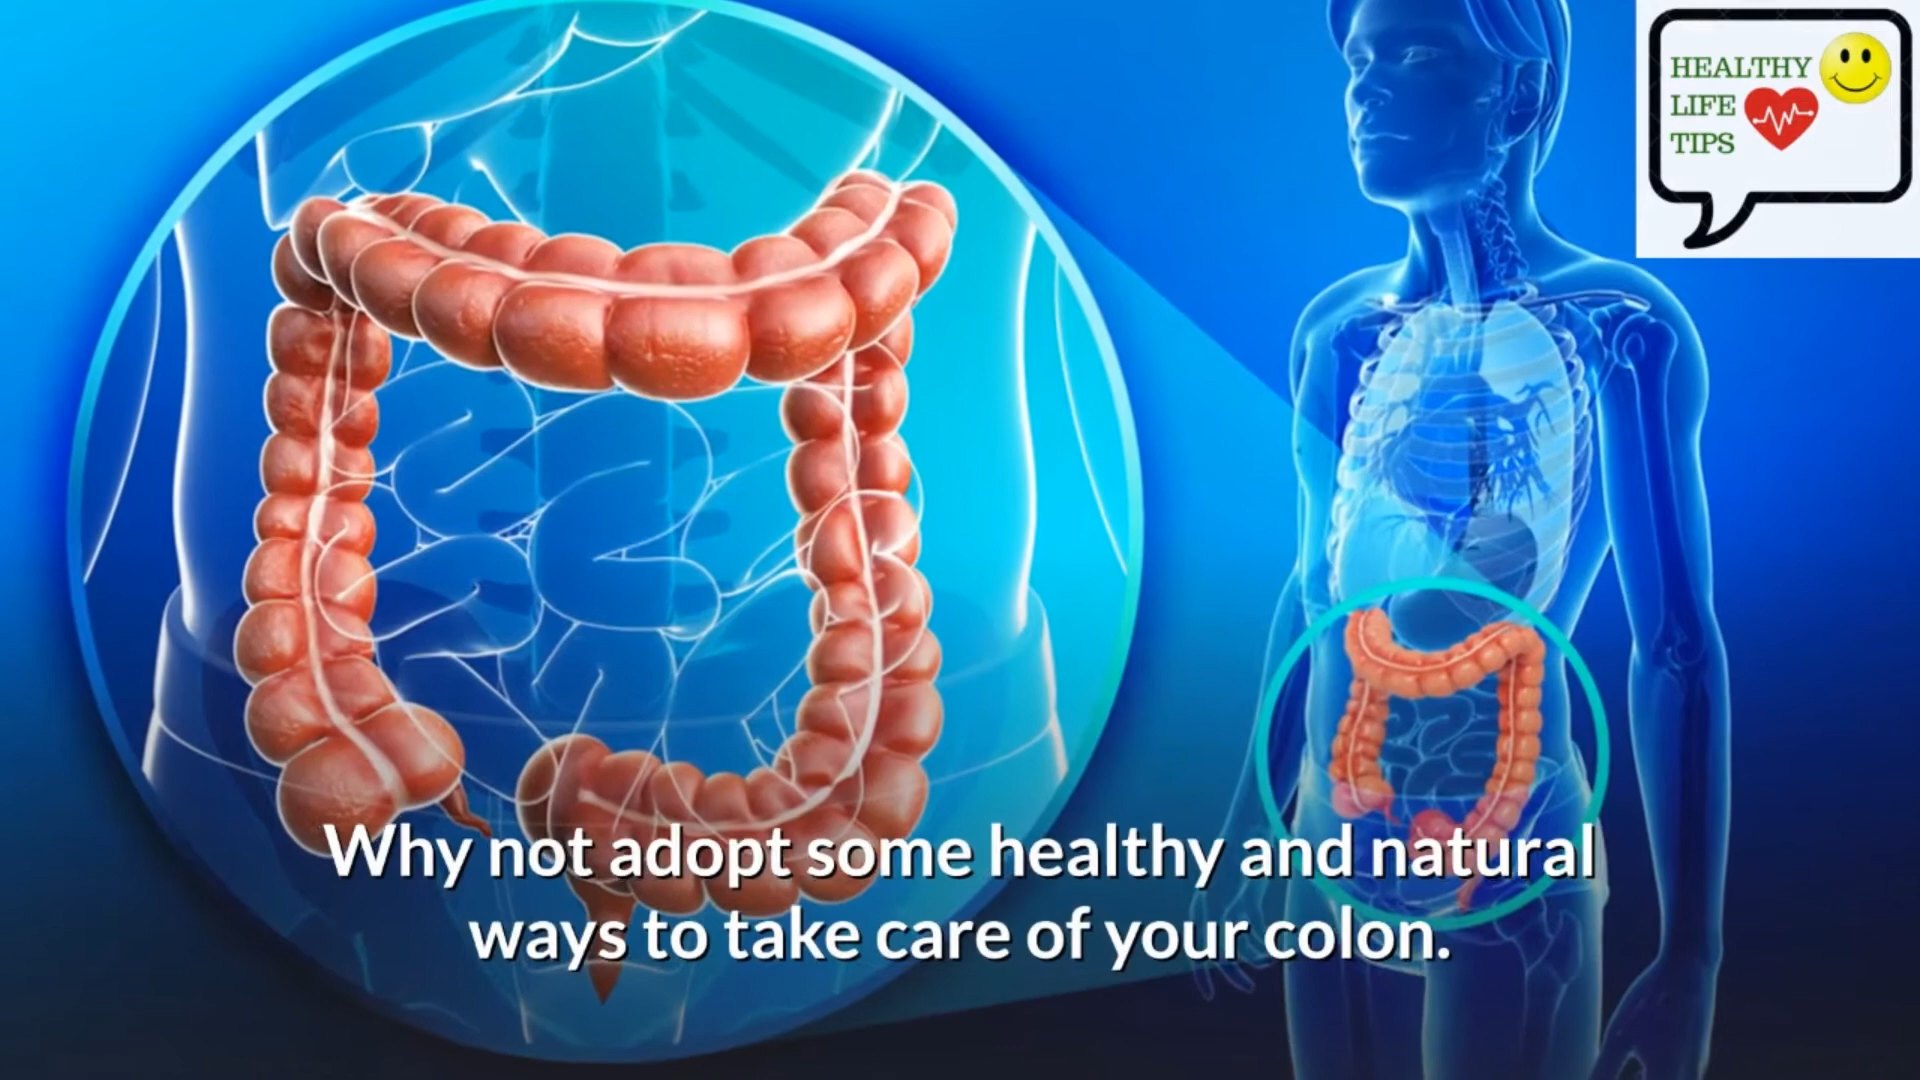 HEALTHY
LIFE
TIPS
Why not adopt some healthy and natural
ways to take care of your colon.